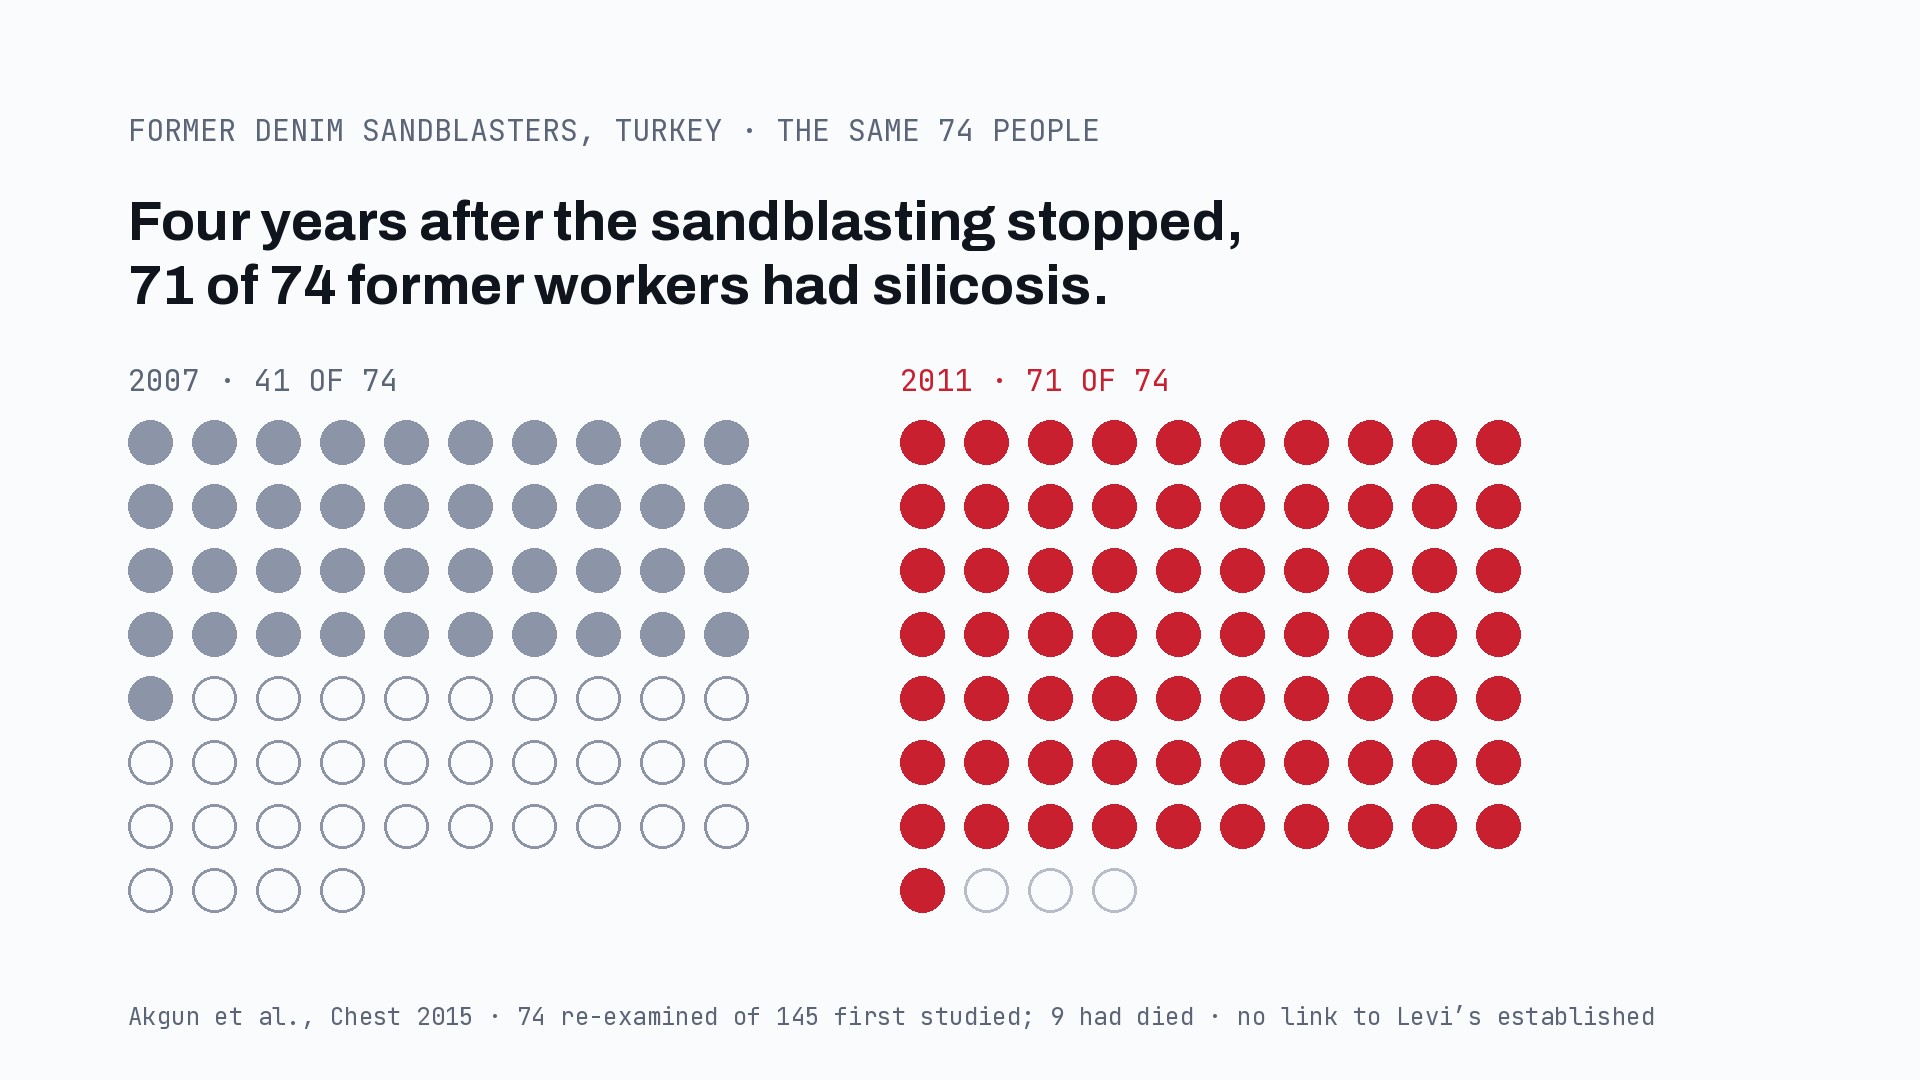 FORMER DENIM SANDBLASTERS, TURKEY · THE SAME 74 PEOPLE
Four years after the sandblasting stopped,
71 of 74 former workers had silicosis.
2007 · 41 OF 74
2011 · 71 OF 74
Akgun et al., Chest 2015 · 74 re-examined of 145 first studied; 9 had died · no link to Levi’s established